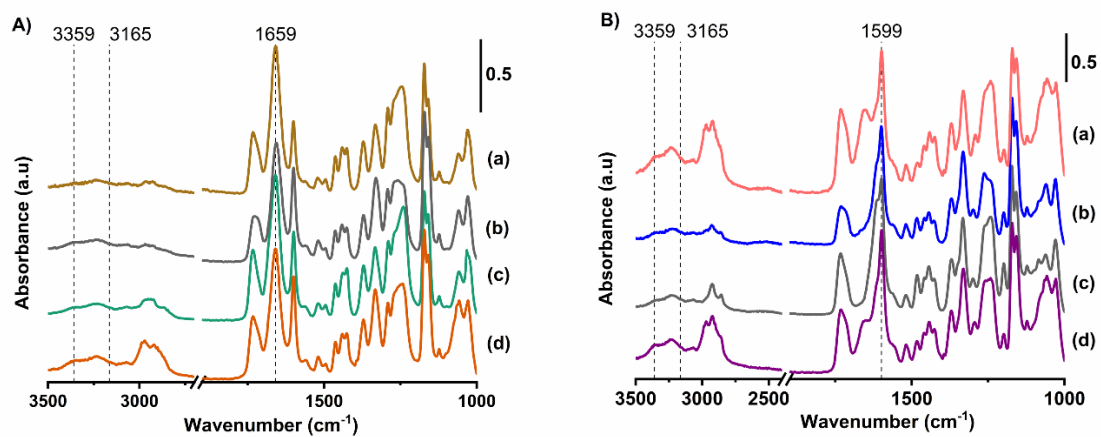 A)
3359 3165 1659
0.5
(a)
(b)
(c)
(d)
Absorbance (a.u)
3500 3000 1500 1000
Wavenumber (cm-1)
B)
3359 3165 1599
0.5
(a)
(b)
(c)
(d)
Absorbance (a.u)
3500 3000 2500 1500 1000
Wavenumber (cm-1)